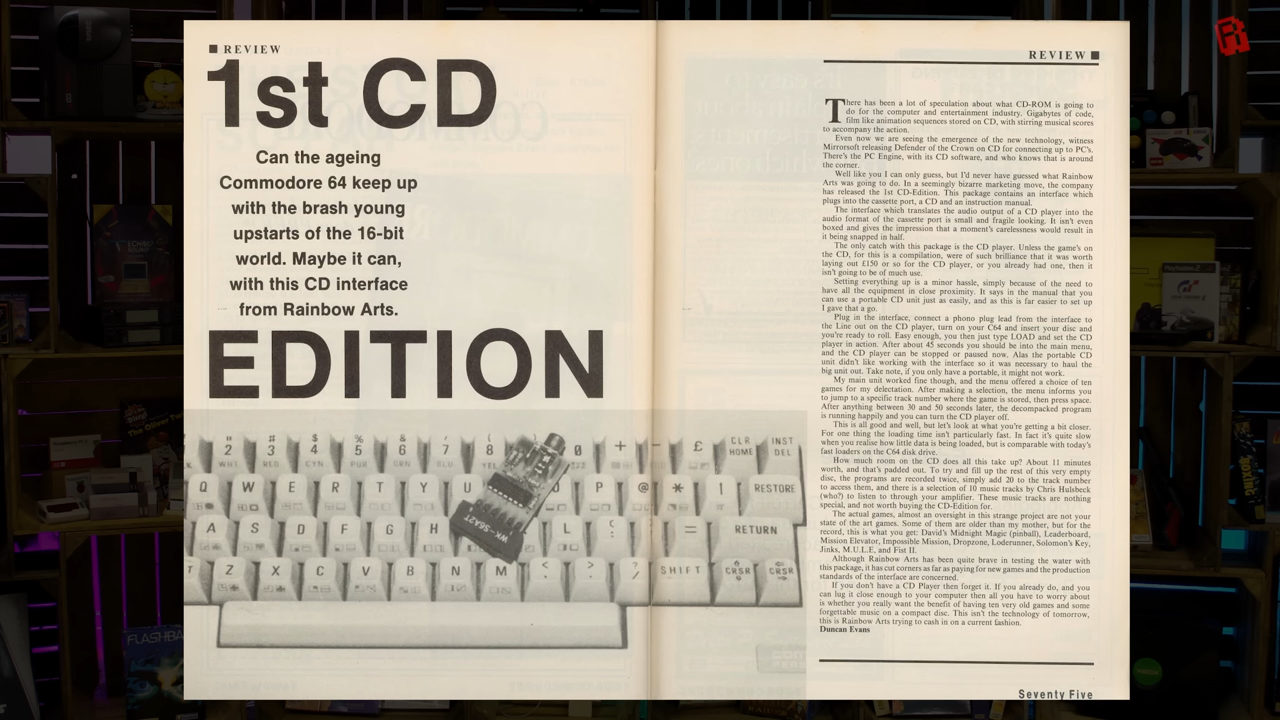 ■ REVIEW
1st CD
Can the ageing
Commodore 64 keep up
with the brash young
upstarts of the 16-bit
world. Maybe it can,
with this CD interface
from Rainbow Arts.
EDITION
REVIEW ■
There has been a lot of speculation about what CD-ROM is going to
do for the computer and entertainment industry. Gigabytes of code,
film like animation sequences stored on CD, with stirring musical scores
to accompany the action.
Even now we are seeing the emergence of the new technology, witness
Mirrorsoft releasing Defender of the Crown on CD for connecting up to PC's.
There's the PC Engine, with its CD software, and who knows that is around
the corner.
Well like you I can only guess, but I'd never have guessed what Rainbow
Arts was going to do. In a seemingly bizarre marketing move, the company
has released the 1st CD-Edition. This package contains an interface which
plugs into the cassette port, a CD and an instruction manual.
The interface which translates the audio output of a CD player into the
audio format of the cassette port is small and fragile looking. It isn't even
boxed and gives the impression that a moment's carelessness would result in
it being snapped in half.
The only catch with this package is the CD player. Unless the game's on
the CD, for this is a compilation, were of such brilliance that it was worth
laying out £150 or so for the CD player, or you already had one, then it
isn't going to be of much use.
Setting everything up is a minor hassle, simply because of the need to
have all the equipment in close proximity. It says in the manual that you
can use a portable CD unit just as easily, and as this is far easier to set up
I gave that a go.
Plug in the interface, connect a phono plug lead from the interface to
the Line out on the CD player, turn on your C64 and insert your disc and
you're ready to roll. Easy enough, you then just type LOAD and set the CD
player in action. After about 45 seconds you should be into the main menu,
and the CD player can be stopped or paused now. Alas the portable CD
unit didn't like working with the interface so it was necessary to haul the
big unit out. Take note, if you only have a portable, it might not work.
My main unit worked fine though, and the menu offered a choice of ten
games for my delectation. After making a selection, the menu informs you
to jump to a specific track number where the game is stored, then press space.
After anything between 30 and 50 seconds later, the decompacked program
is running happily and you can turn the CD player off.
This is all good and well, but let's look at what you're getting a bit closer.
For one thing the loading time isn't particularly fast. In fact it's quite slow
when you realise how little data is being loaded, but is comparable with today's
fast loaders on the C64 disk drive.
How much room on the CD does all this take up? About 11 minutes
worth, and that's padded out. To try and fill up the rest of this very empty
disc, the programs are recorded twice, simply add 20 to the track number
to access them, and there is a selection of 10 music tracks by Chris Hulsbeck
(who?) to listen to through your amplifier. These music tracks are nothing
special, and not worth buying the CD-Edition for.
The actual games, almost an oversight in this strange project are not your
state of the art games. Some of them are older than my mother, but for the
record, this is what you get: David's Midnight Magic (pinball), Leaderboard,
Mission Elevator, Impossible Mission, Dropzone, Loderunner, Solomon's Key,
Jinks, M.U.L.E, and Fist II.
Although Rainbow Arts has been quite brave in testing the water with
this package, it has cut corners as far as paying for new games and the production
standards of the interface are concerned.
If you don't have a CD Player then forget it. If you already do, and you
can lug it close enough to your computer then all you have to worry about
is whether you really want the benefit of having ten very old games and some
forgettable music on a compact disc. This isn't the technology of tomorrow,
this is Rainbow Arts trying to cash in on a current fashion.
Duncan Evans
" 2 # 3 $ 4 % 5 & 6 ' 7 ( 8 0 + - £ CLR HOME INST DEL
Q W E R T Y U P @ * RESTORE
A S D F G H L = RETURN
Z X C V B N M < > ? / SHIFT CRSR CRSR
Seventy Five
FLASHBA